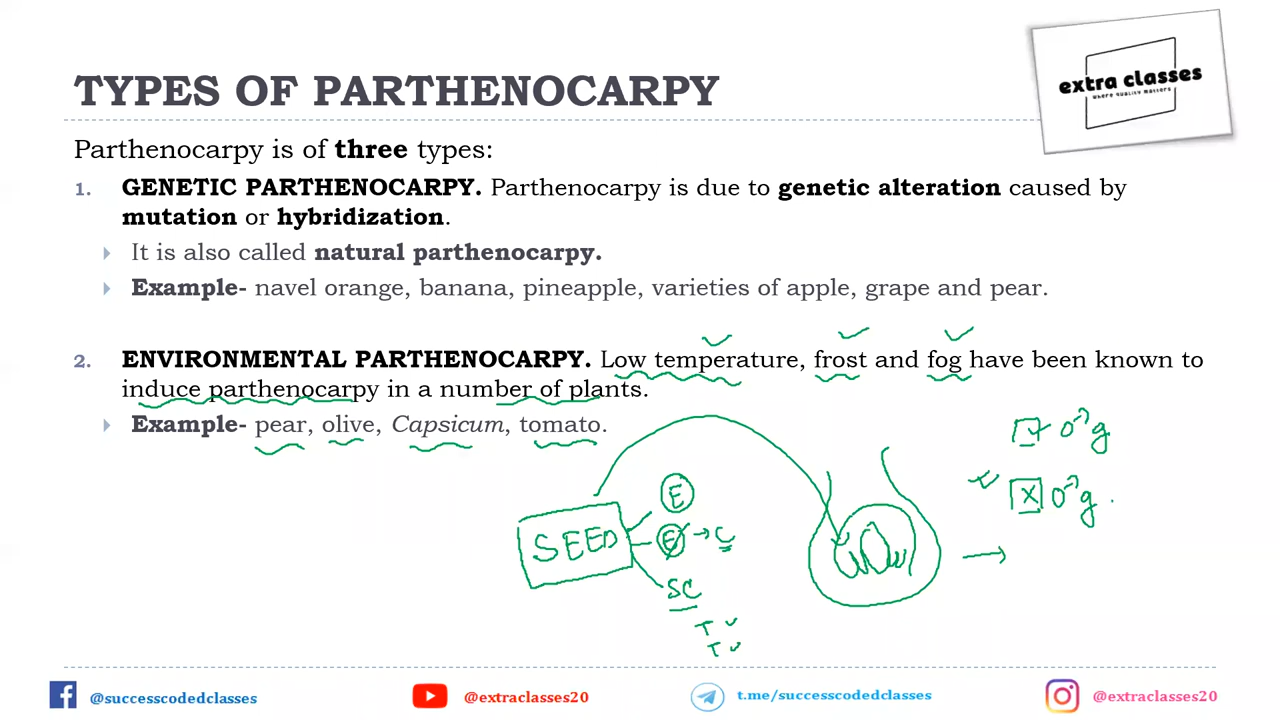 extra classes
where quality matters
TYPES OF PARTHENOCARPY
Parthenocarpy is of three types:
1. GENETIC PARTHENOCARPY. Parthenocarpy is due to genetic alteration caused by
mutation or hybridization.
It is also called natural parthenocarpy.
Example- navel orange, banana, pineapple, varieties of apple, grape and pear.
2. ENVIRONMENTAL PARTHENOCARPY. Low temperature, frost and fog have been known to
induce parthenocarpy in a number of plants.
Example- pear, olive, Capsicum, tomato.
SEED
E
E → C
SC
T
T
X
@successcodedclasses
@extraclasses20
t.me/successcodedclasses
@extraclasses20